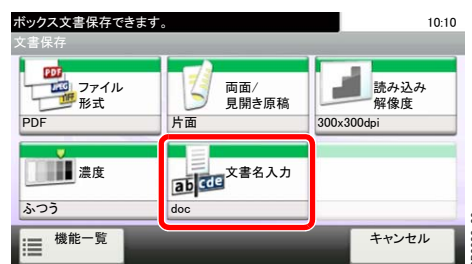 ボックス文書保存できます。 10:10
文書保存
PDF
JPEG
TIFF
ファイル
形式
PDF
両面/
見開き原稿
片面
読み込み
解像度
300x300dpi
濃度
ふつう
abcde
文書名入力
doc
機能一覧
キャンセル